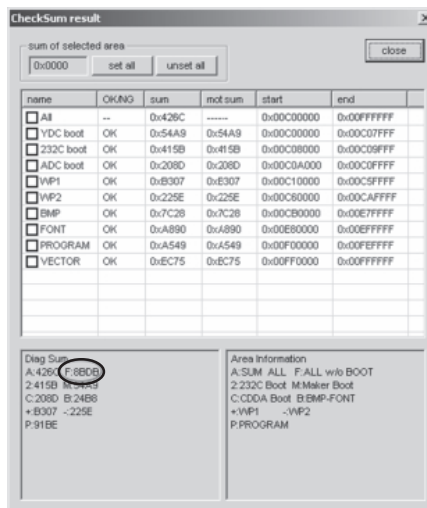 CheckSum result
sum of selected area
0x0000 set all unset all close
name OK/NG sum mot sum start end
All -- 0x426C ------ 0x00C00000 0x00FFFFFF
YDC boot OK 0x54A9 0x54A9 0x00C00000 0x00C07FFF
232C boot OK 0x415B 0x415B 0x00C08000 0x00C09FFF
ADC boot OK 0x208D 0x208D 0x00C0A000 0x00C0FFFF
WP1 OK 0xB307 0xB307 0x00C10000 0x00C5FFFF
WP2 OK 0x225E 0x225E 0x00C60000 0x00CAFFFF
BMP OK 0x7C28 0x7C28 0x00CB0000 0x00E7FFFF
FONT OK 0xA890 0xA890 0x00E80000 0x00EFFFFF
PROGRAM OK 0xA549 0xA549 0x00F00000 0x00FEFFFF
VECTOR OK 0xEC75 0xEC75 0x00FF0000 0x00FFFFFF
Diag Sum
A:426C F:8BDB
2:415B M:54A9
C:208D B:24B8
+:B307 -:225E
P:91BE
Area Information
A:SUM ALL F:ALL w/o BOOT
2:232C Boot M:Maker Boot
C:CDDA Boot B:BMP-FONT
+:WP1 -:WP2
P:PROGRAM